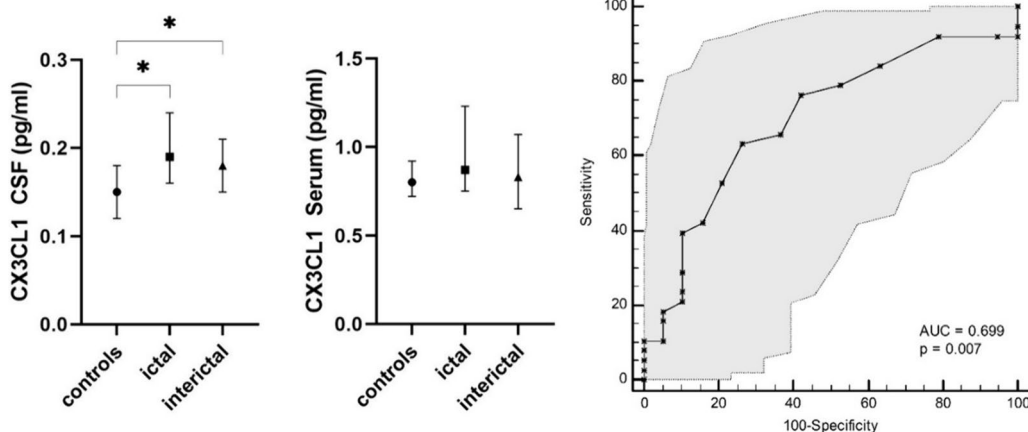 *
*
CX3CL1 CSF (pg/ml)
0.3
0.2
0.1
0.0
controls
ictal
interictal
CX3CL1 Serum (pg/ml)
1.5
1.0
0.5
0.0
controls
ictal
interictal
Sensitivity
100
80
60
40
20
0
AUC = 0.699
p = 0.007
0 20 40 60 80 100
100-Specificity